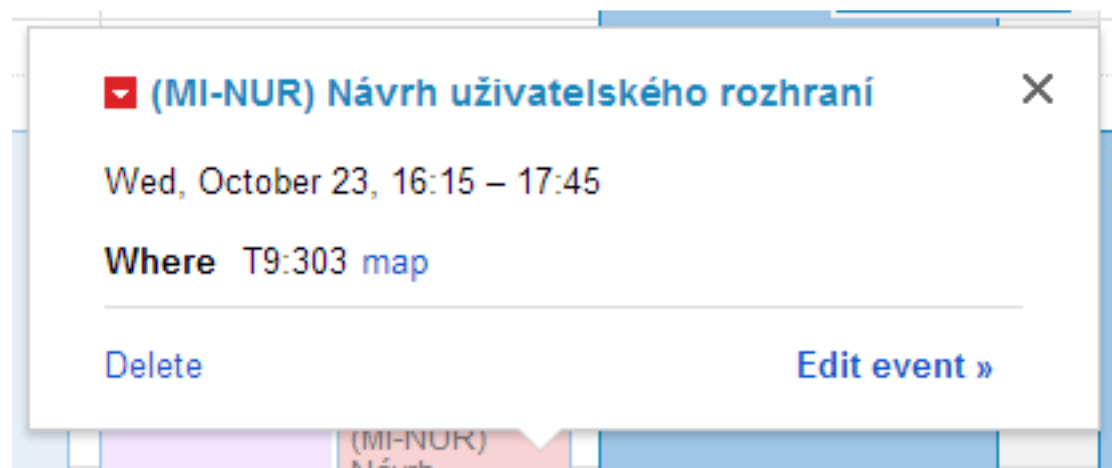 (MI-NUR) Návrh uživatelského rozhraní
Wed, October 23, 16:15 – 17:45
Where T9:303 map
Delete Edit event »
(MI-NUR)
Návrh